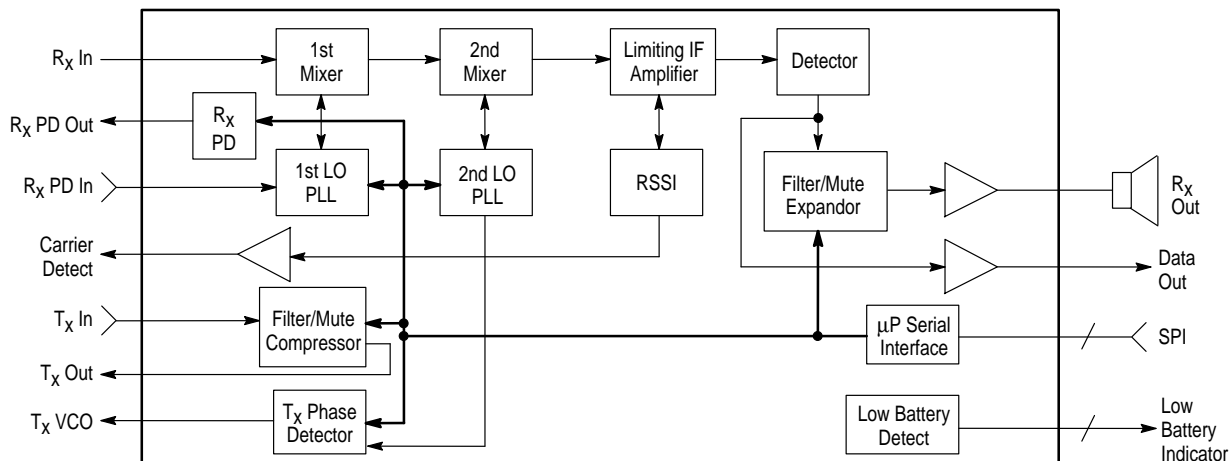 Rx In
1st
Mixer
2nd
Mixer
Limiting IF
Amplifier
Detector
Rx PD Out
Rx
PD
Rx PD In
1st LO
PLL
2nd LO
PLL
RSSI
Filter/Mute
Expandor
Rx
Out
Carrier
Detect
Data
Out
Tx In
Filter/Mute
Compressor
µP Serial
Interface
SPI
Tx Out
Tx VCO
Tx Phase
Detector
Low Battery
Detect
Low
Battery
Indicator